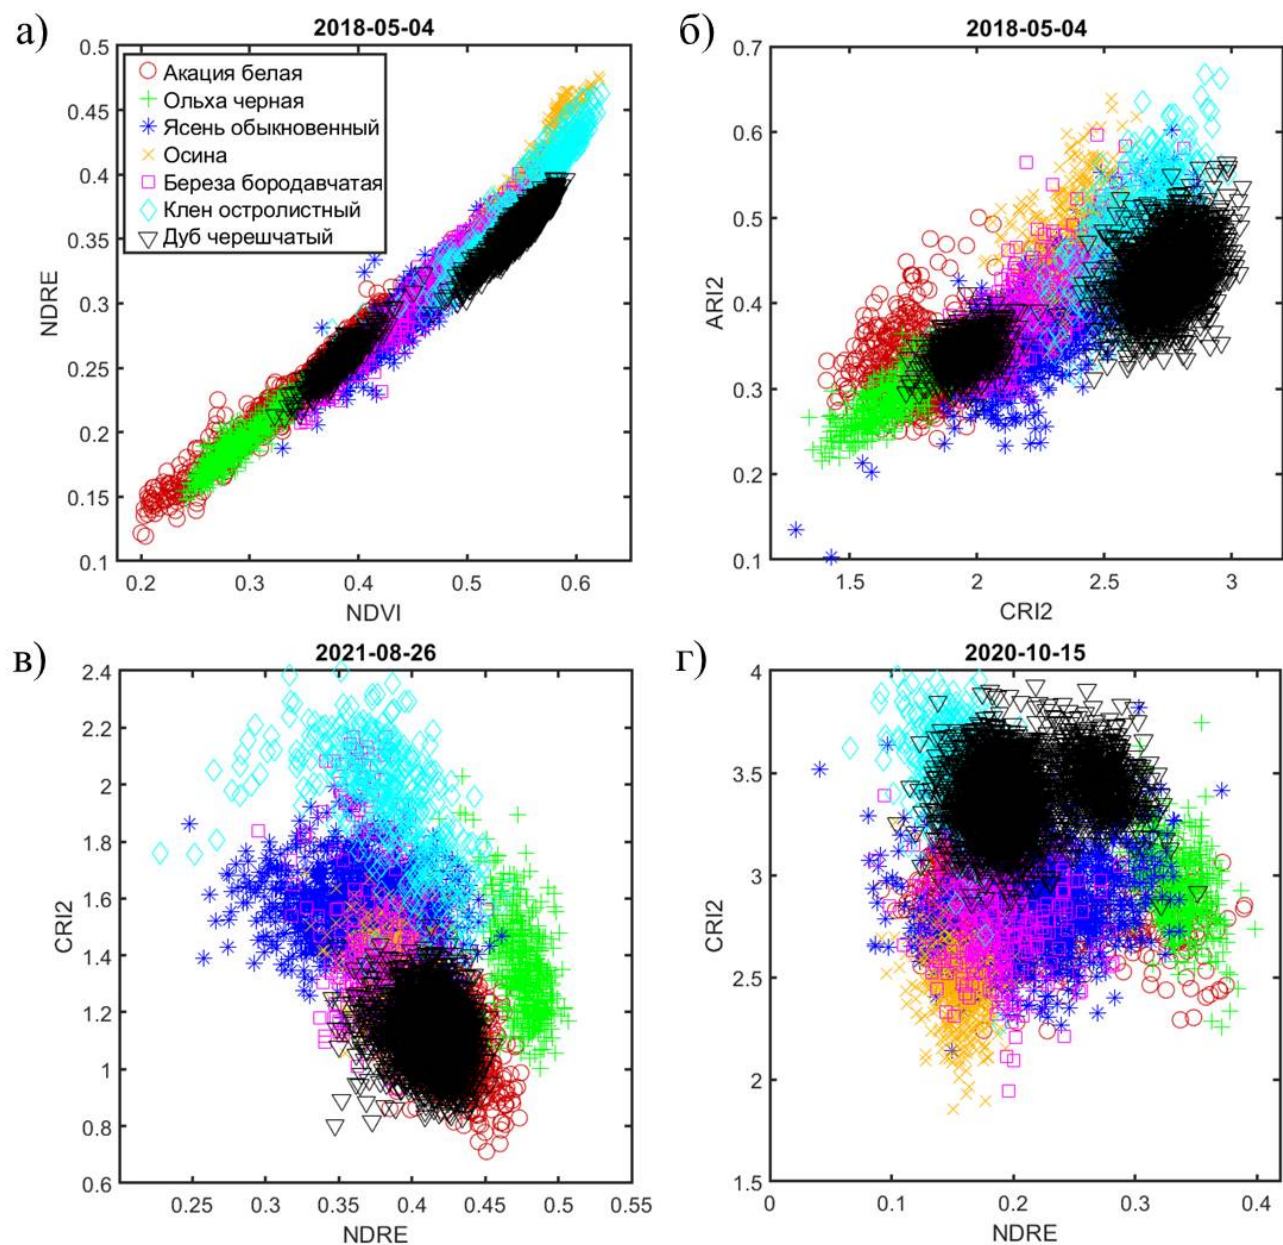 а)
2018-05-04
0.5
0.45
0.4
0.35
0.3
0.25
0.2
0.15
0.1
NDRE
Акация белая
Ольха черная
Ясень обыкновенный
Осина
Береза бородавчатая
Клен остролистный
Дуб черешчатый
0.2 0.3 0.4 0.5 0.6
NDVI
б)
2018-05-04
0.7
0.6
0.5
0.4
0.3
0.2
0.1
ARI2
1.5 2 2.5 3
CRI2
в)
2021-08-26
2.4
2.2
2
1.8
1.6
1.4
1.2
1
0.8
0.6
CRI2
0.25 0.3 0.35 0.4 0.45 0.5 0.55
NDRE
г)
2020-10-15
4
3.5
3
2.5
2
1.5
CRI2
0 0.1 0.2 0.3 0.4
NDRE